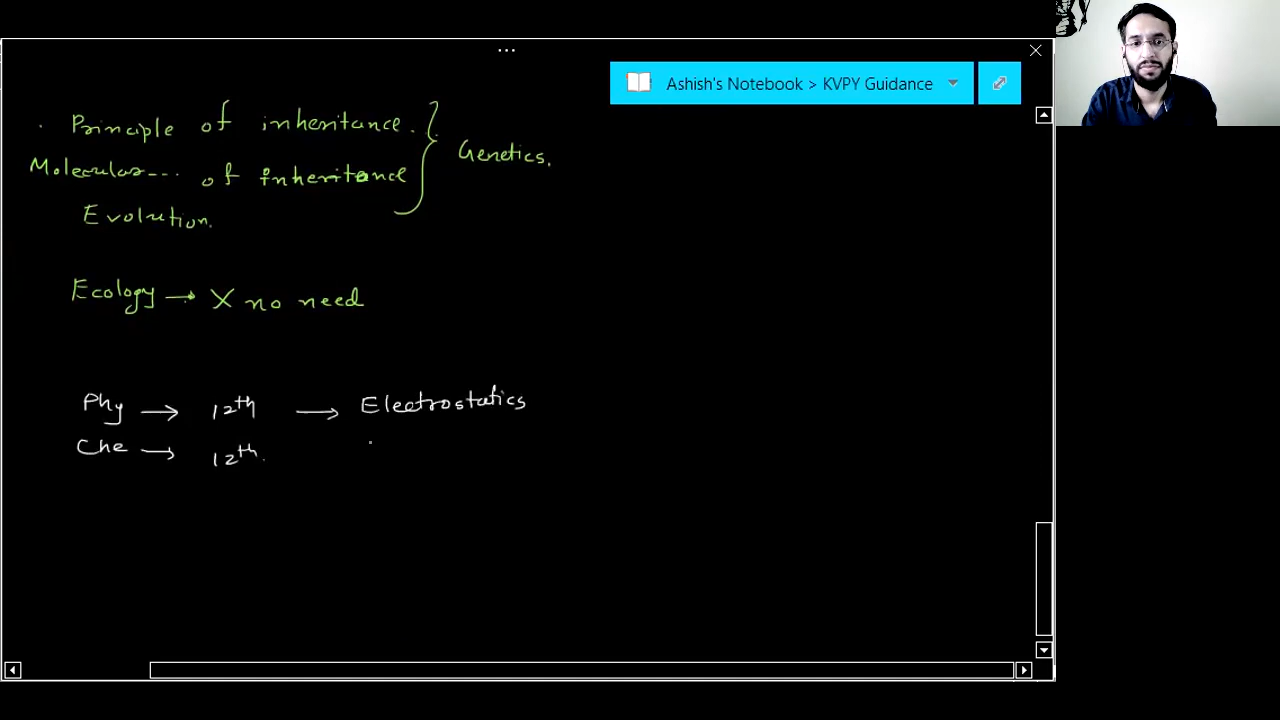 ...
Ashish's Notebook > KVPY Guidance
. Principle of inheritance.
Molecular--.. of inheritance
Genetics.
Evolution.
Ecology → X no need
Phy → 12th → Electrostatics
Che → 12th.